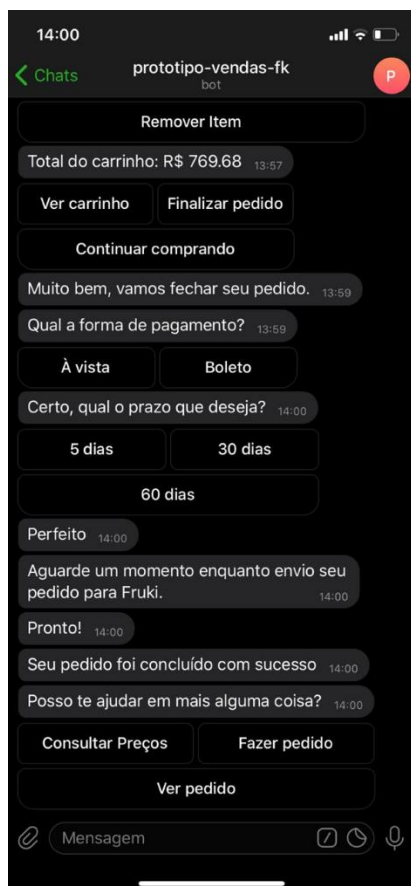 14:00
Chats
prototipo-vendas-fk
bot
P
Remover Item
Total do carrinho: R$ 769.68 13:57
Ver carrinho Finalizar pedido
Continuar comprando
Muito bem, vamos fechar seu pedido. 13:59
Qual a forma de pagamento? 13:59
À vista Boleto
Certo, qual o prazo que deseja? 14:00
5 dias 30 dias
60 dias
Perfeito 14:00
Aguarde um momento enquanto envio seu
pedido para Fruki. 14:00
Pronto! 14:00
Seu pedido foi concluído com sucesso 14:00
Posso te ajudar em mais alguma coisa? 14:00
Consultar Preços Fazer pedido
Ver pedido
Mensagem